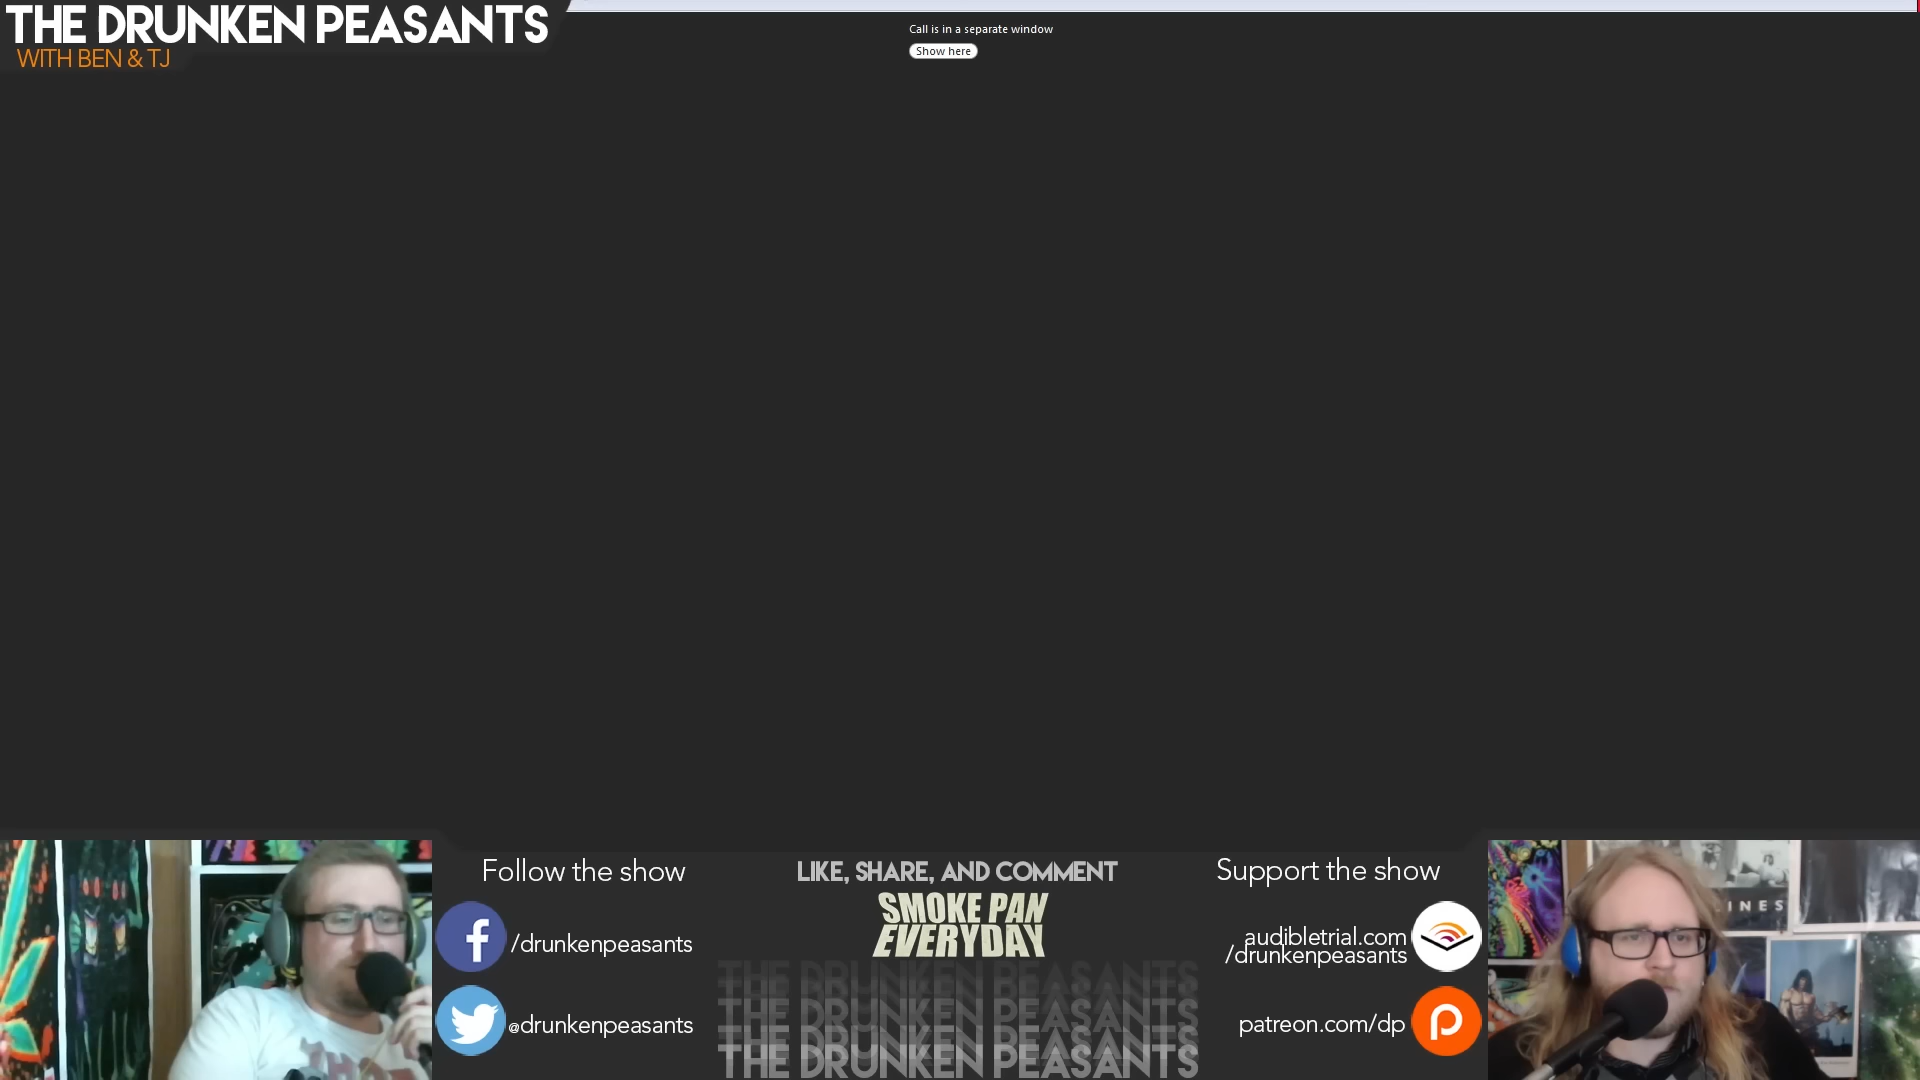 THE DRUNKEN PEASANTS
WITH BEN & TJ
Call is in a separate window
Show here
Follow the show
/drunkenpeasants
@drunkenpeasants
LIKE, SHARE, AND COMMENT
SMOKE PAN
EVERYDAY
THE DRUNKEN PEASANTS
THE DRUNKEN PEASANTS
THE DRUNKEN PEASANTS
THE DRUNKEN PEASANTS
Support the show
audibletrial.com
/drunkenpeasants
patreon.com/dp
INES